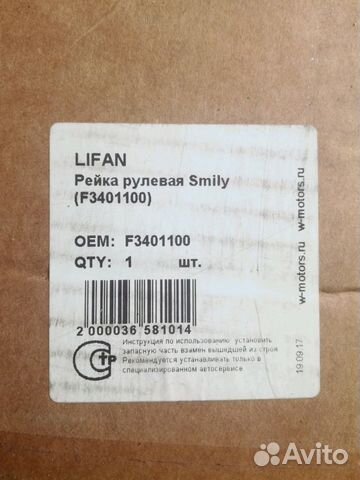 LIFAN
Рейка рулевая Smily
(F3401100)
OEM: F3401100
QTY: 1 шт.
2 000036 581014
Инструкция по использованию: установить
запасную часть взамен вышедшей из строя
Рекомендуется устанавливать только в
специализированном автосервисе
w-motors.ru w-motors.ru
19.09.17
Avito